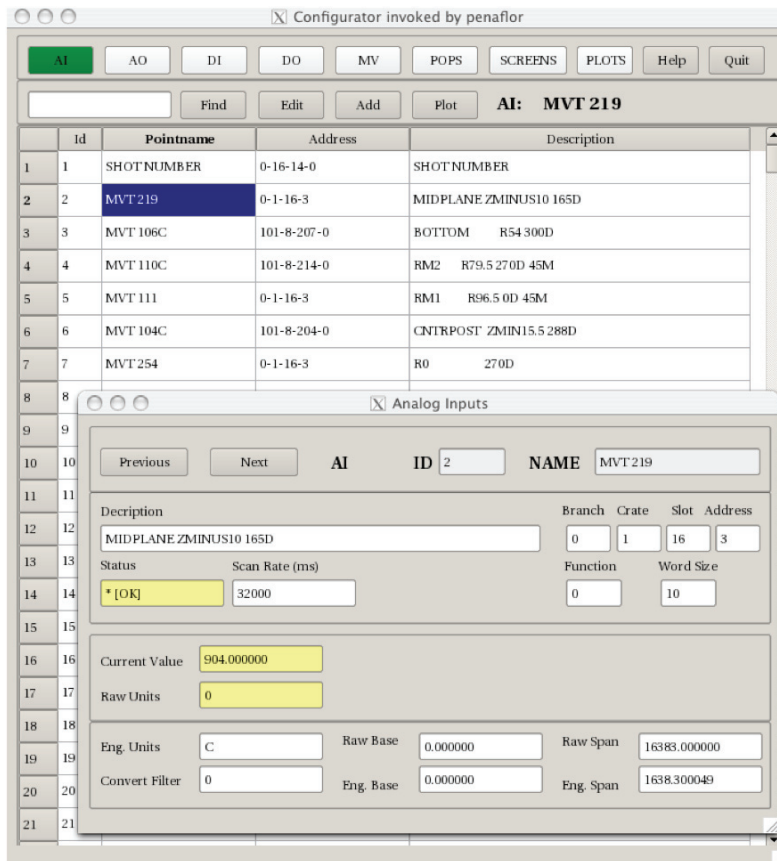 Configurator invoked by penaflor
AI AO DI DO MV POPS SCREENS PLOTS Help Quit
Find Edit Add Plot AI: MVT 219
Id Pointname Address Description
1 1 SHOT NUMBER 0-16-14-0 SHOT NUMBER
2 2 MVT 219 0-1-16-3 MIDPLANE ZMINUS10 165D
3 3 MVT 106C 101-8-207-0 BOTTOM R54 300D
4 4 MVT 110C 101-8-214-0 RM2 R79.5 270D 45M
5 5 MVT 111 0-1-16-3 RM1 R96.5 0D 45M
6 6 MVT 104C 101-8-204-0 CNTRPOST ZMIN15.5 288D
7 7 MVT 254 0-1-16-3 R0 270D
8 8
9 9
10 10
11 11
12 12
13 13
14 14
15 15
16 16
17 17
18 18
19 19
20 20
21 21
Analog Inputs
Previous Next AI ID 2 NAME MVT 219
Decription Branch Crate Slot Address
MIDPLANE ZMINUS10 165D 0 1 16 3
Status Scan Rate (ms) Function Word Size
* [OK] 32000 0 10
Current Value 904.000000
Raw Units 0
Eng. Units C Raw Base 0.000000 Raw Span 16383.000000
Convert Filter 0 Eng. Base 0.000000 Eng. Span 1638.300049